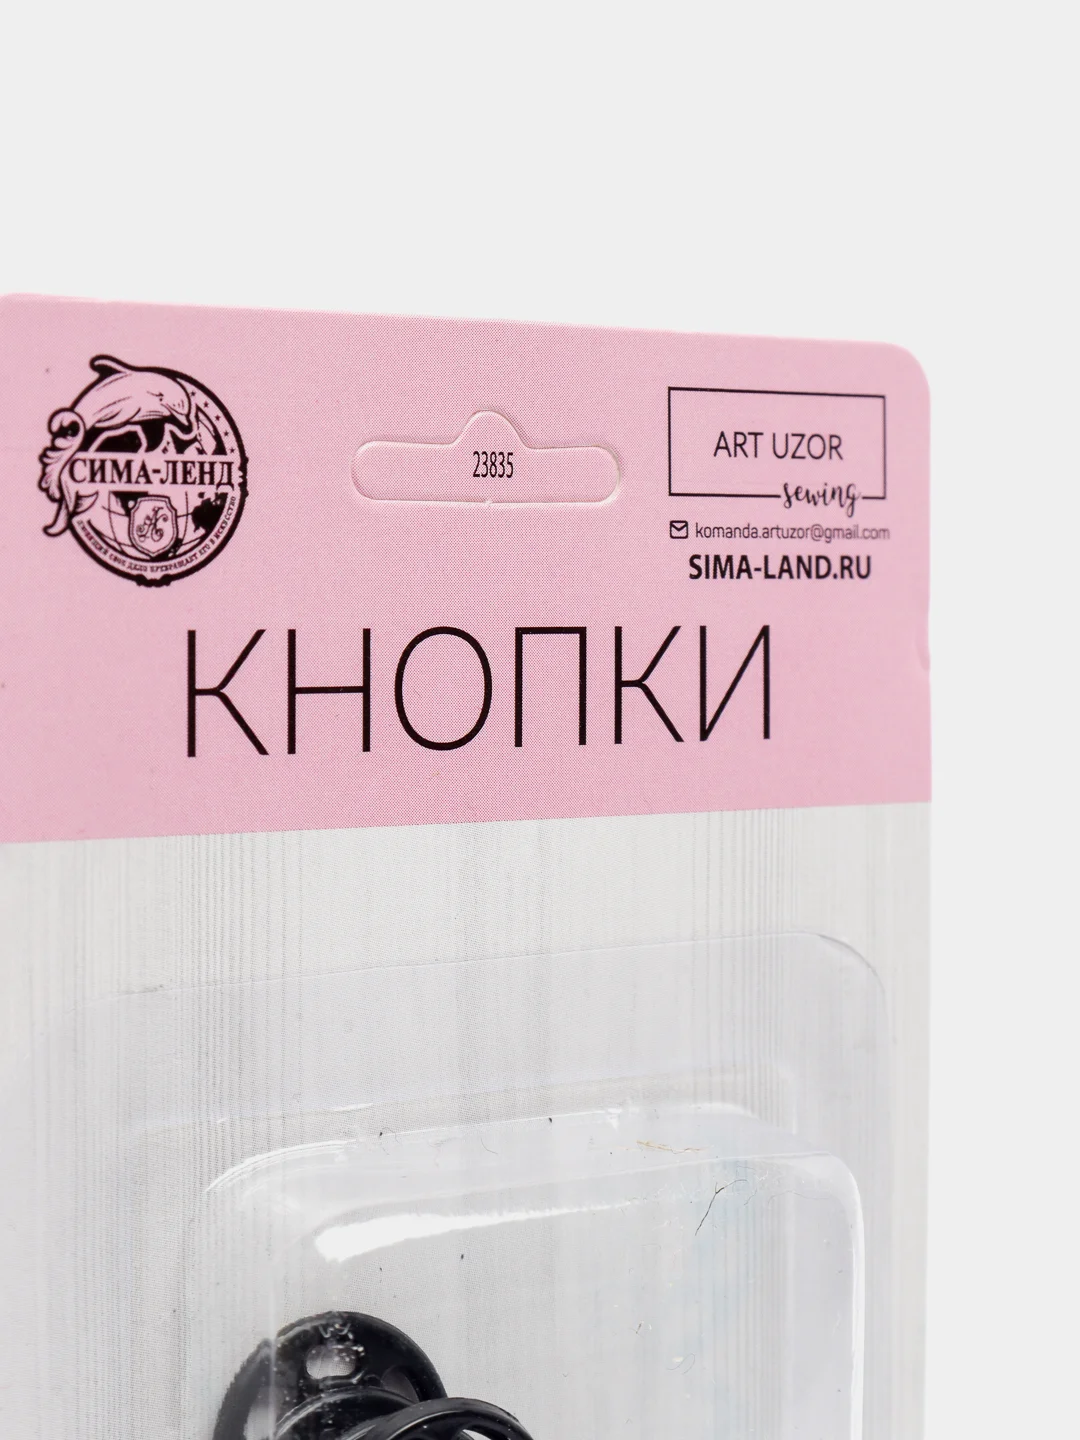 СИМА-ЛЕНД
23835
ART UZOR
sewing
komanda.artuzor@gmail.com
SIMA-LAND.RU
КНОПКИ